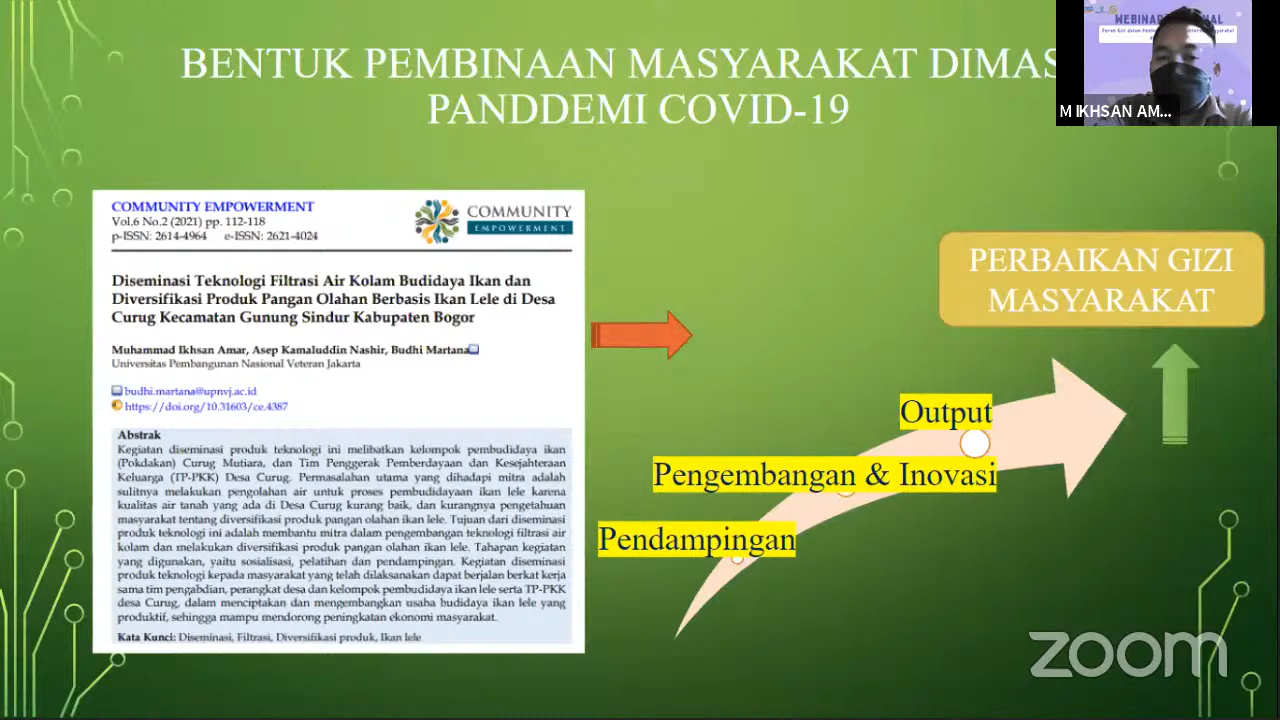 BENTUK PEMBINAAN MASYARAKAT DIMAS
PANDDEMI COVID-19
M IKHSAN AM...
COMMUNITY EMPOWERMENT
Vol.6 No.2 (2021) pp. 112-118
p-ISSN: 2614-4964 e-ISSN: 2621-4024
COMMUNITY
EMPOWERMENT
Diseminasi Teknologi Filtrasi Air Kolam Budidaya Ikan dan
Diversifikasi Produk Pangan Olahan Berbasis Ikan Lele di Desa
Curug Kecamatan Gunung Sindur Kabupaten Bogor
Muhammad Ikhsan Amar, Asep Kamaluddin Nashir, Budhi Martana
Universitas Pembangunan Nasional Veteran Jakarta
budhi.martana@upnvj.ac.id
https://doi.org/10.31603/ce.4387
Abstrak
Kegiatan diseminasi produk teknologi ini melibatkan kelompok pembudidaya ikan
(Pokdakan) Curug Mutiara, dan Tim Penggerak Pemberdayaan dan Kesejahteraan
Keluarga (TP-PKK) Desa Curug. Permasalahan utama yang dihadapi mitra adalah
sulitnya melakukan pengolahan air untuk proses pembudidayaan ikan lele karena
kualitas air tanah yang ada di Desa Curug kurang baik, dan kurangnya pengetahuan
masyarakat tentang diversifikasi produk pangan olahan ikan lele. Tujuan dari diseminasi
produk teknologi ini adalah membantu mitra dalam pengembangan teknologi filtrasi air
kolam dan melakukan diversifikasi produk pangan olahan ikan lele. Tahapan kegiatan
yang digunakan, yaitu sosialisasi, pelatihan dan pendampingan. Kegiatan diseminasi
produk teknologi kepada masyarakat yang telah dilaksanakan dapat berjalan berkat kerja
sama tim pengabdian, perangkat desa dan kelompok pembudidaya ikan lele serta TP-PKK
desa Curug, dalam menciptakan dan mengembangkan usaha budidaya ikan lele yang
produktif, sehingga mampu mendorong peningkatan ekonomi masyarakat.
Kata Kunci: Diseminasi, Filtrasi, Diversifikasi produk, Ikan lele
PERBAIKAN GIZI
MASYARAKAT
Output
Pengembangan & Inovasi
Pendampingan
zoom